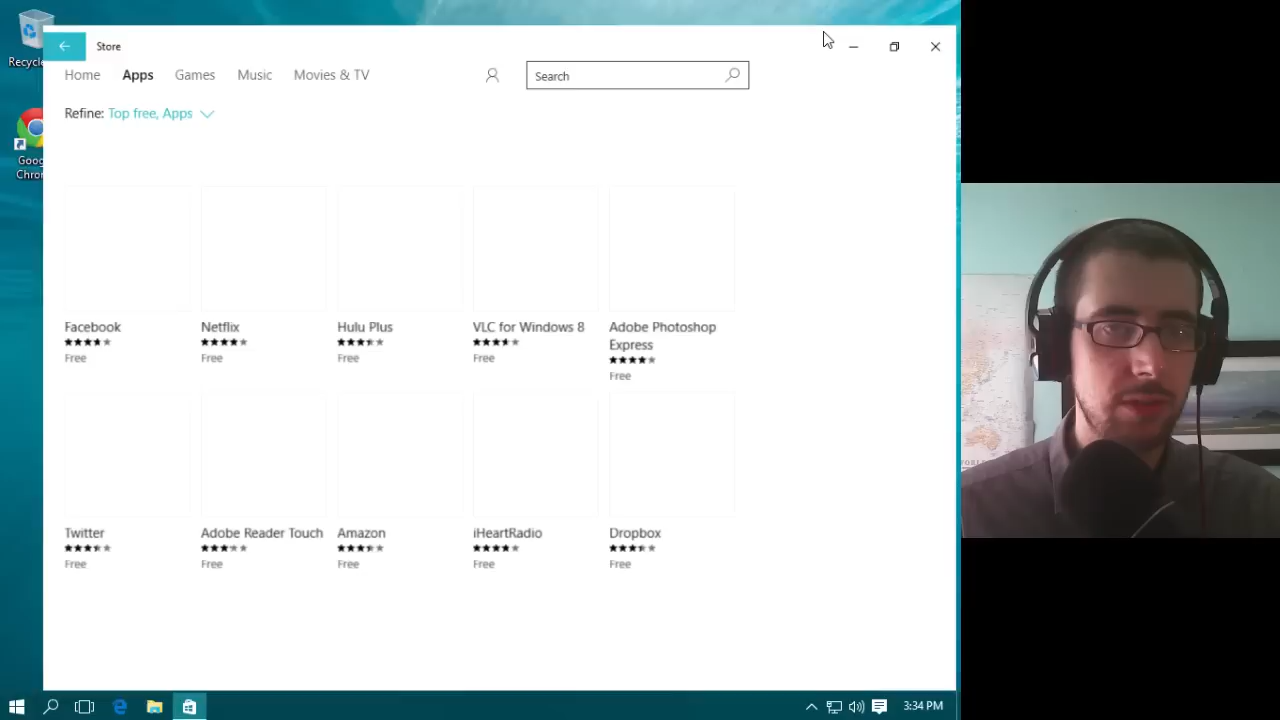 Recycle
Store
Home Apps Games Music Movies & TV
Search
Refine: Top free, Apps
Goog
Chron
Facebook
Free
Netflix
Free
Hulu Plus
Free
VLC for Windows 8
Free
Adobe Photoshop
Express
Free
Twitter
Free
Adobe Reader Touch
Free
Amazon
Free
iHeartRadio
Free
Dropbox
Free
3:34 PM